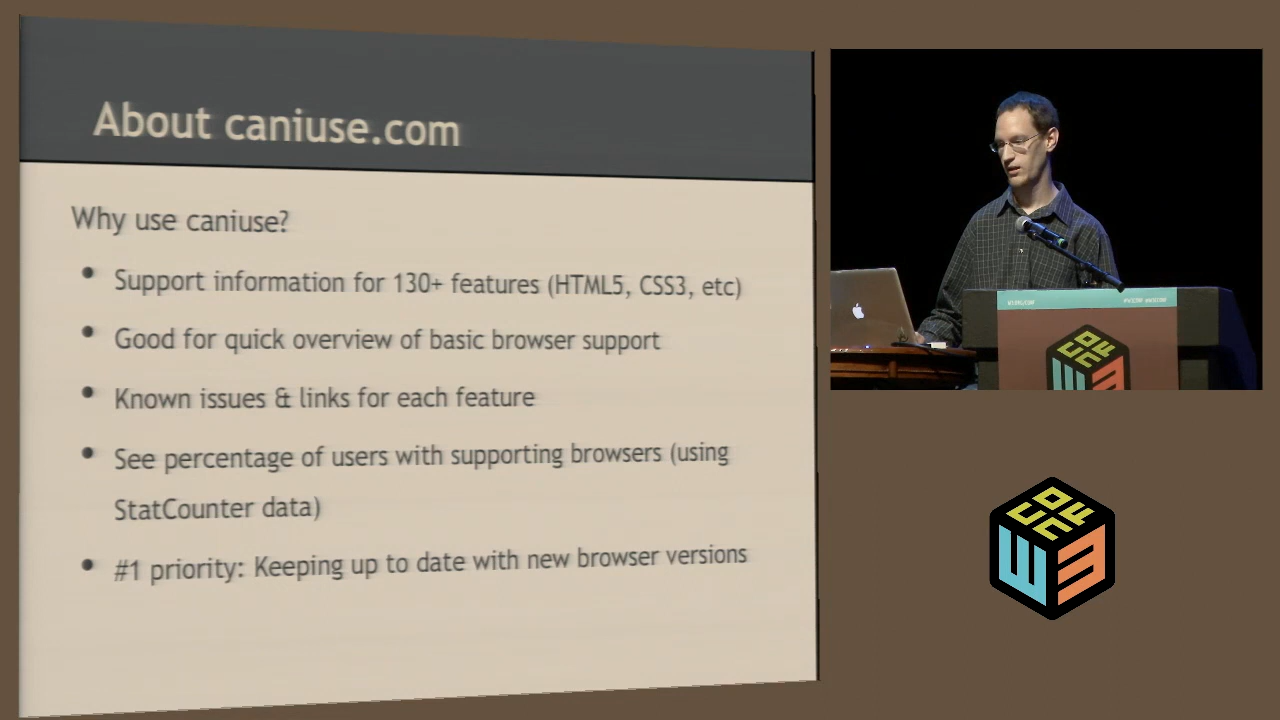 About caniuse.com
Why use caniuse?
• Support information for 130+ features (HTML5, CSS3, etc)
• Good for quick overview of basic browser support
• Known issues & links for each feature
• See percentage of users with supporting browsers (using
StatCounter data)
• #1 priority: Keeping up to date with new browser versions
W3
CONF